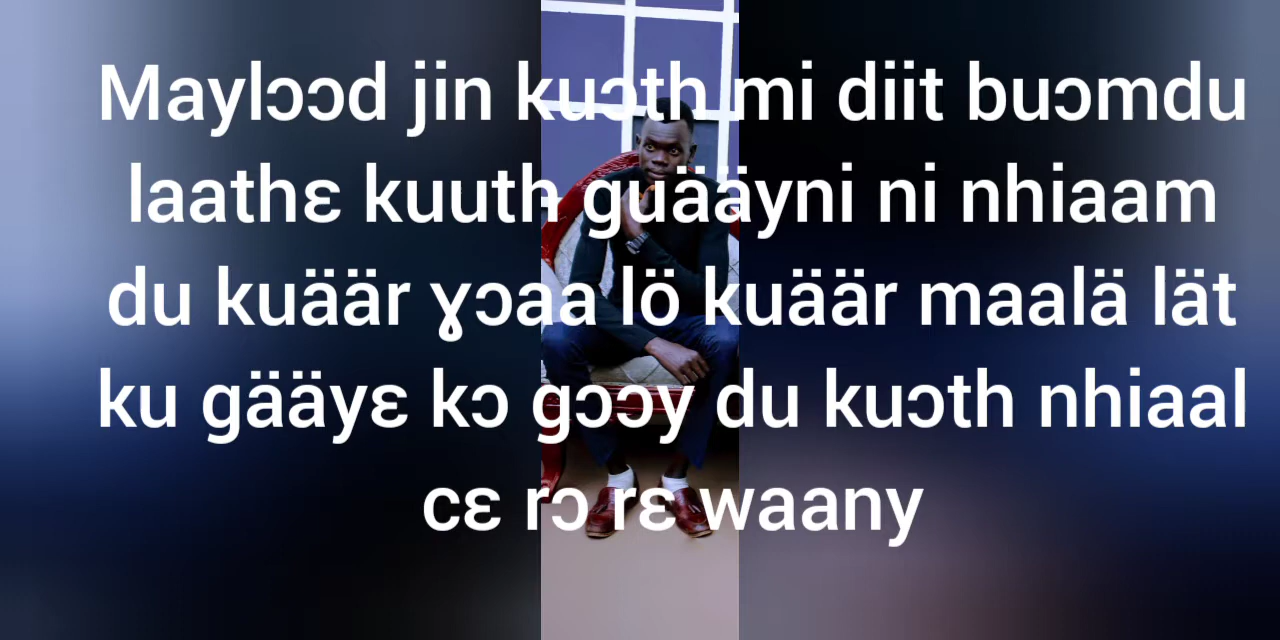 Maylɔɔd jin kuɔth mi diit buɔmdu
laathɛ kuuth guääyni ni nhiaam
du kuäär ɣɔaa lö kuäär maalä lät
ku gääyɛ kɔ gɔɔy du kuɔth nhiaal
cɛ rɔ rɛ waany